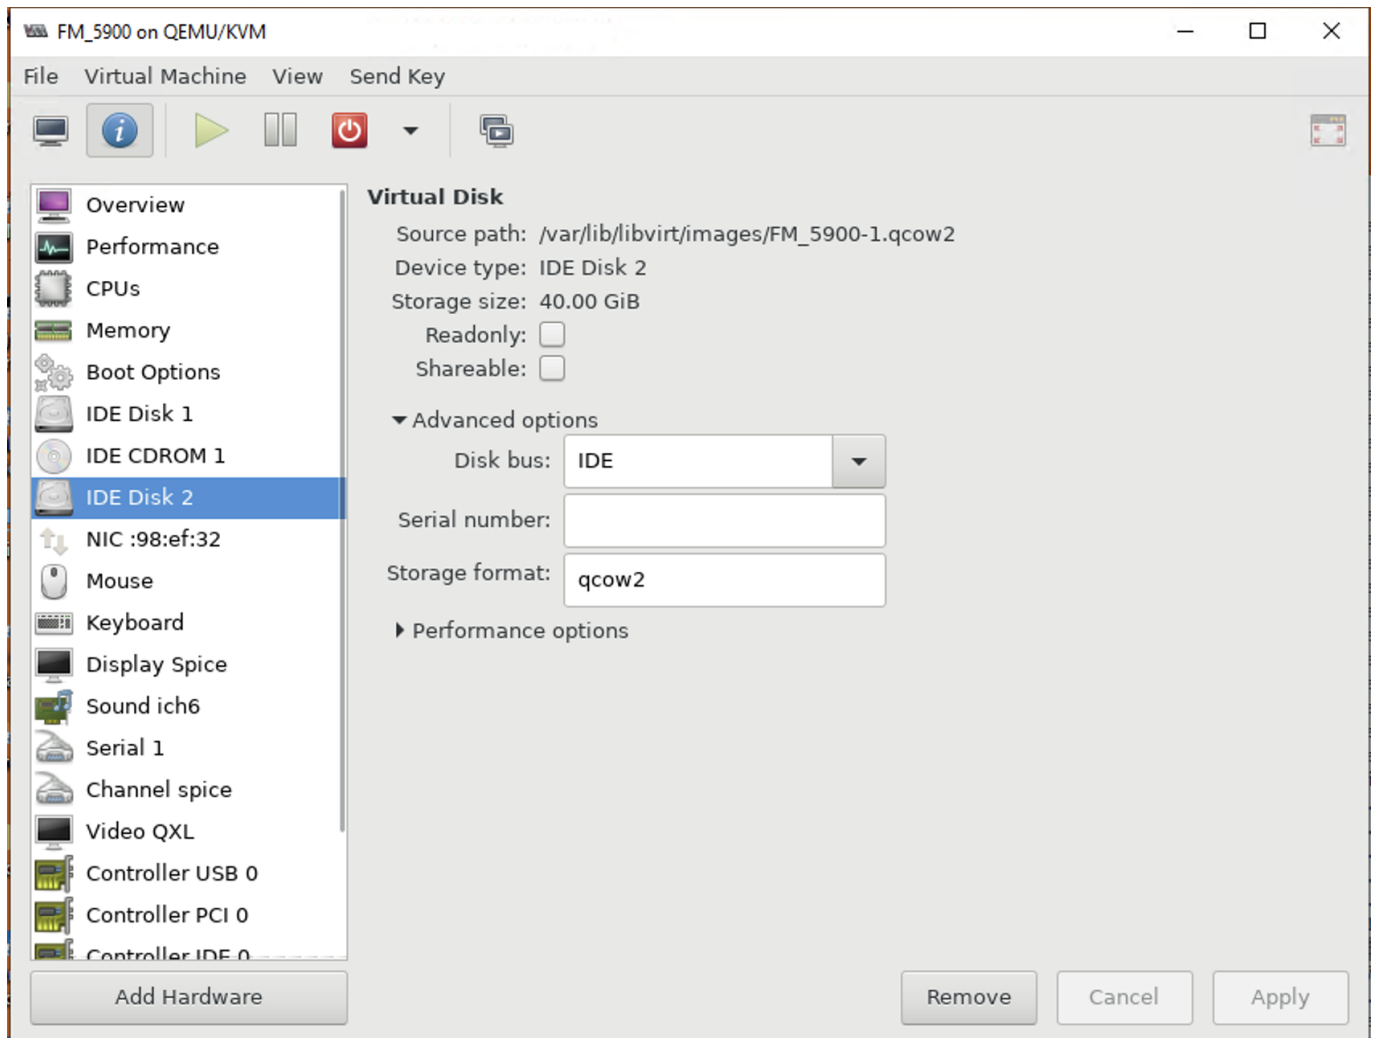 FM_5900 on QEMU/KVM
File Virtual Machine View Send Key
Overview
Performance
CPUs
Memory
Boot Options
IDE Disk 1
IDE CDROM 1
IDE Disk 2
NIC :98:ef:32
Mouse
Keyboard
Display Spice
Sound ich6
Serial 1
Channel spice
Video QXL
Controller USB 0
Controller PCI 0
Controller IDE 0
Add Hardware
Virtual Disk
Source path: /var/lib/libvirt/images/FM_5900-1.qcow2
Device type: IDE Disk 2
Storage size: 40.00 GiB
Readonly:
Shareable:
Advanced options
Disk bus: IDE
Serial number:
Storage format: qcow2
Performance options
Remove Cancel Apply